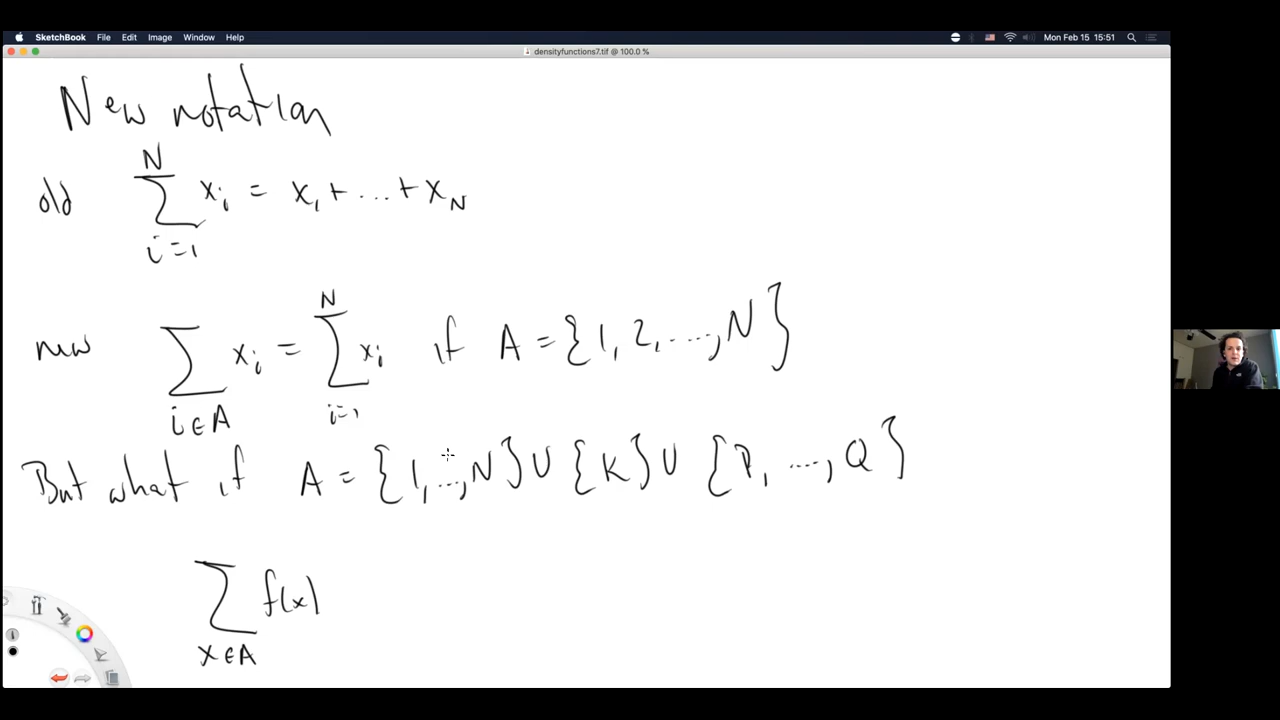 SketchBook File Edit Image Window Help Mon Feb 15 15:51
densityfunctions7.tif @ 100.0 %
New notation
old ∑_{i=1}^{N} x_i = x_1 + ... + x_N
new ∑_{i∈A} x_i = ∑_{i=1}^{N} x_i if A = {1, 2, ..., N}
But what if A = {1, ..., N} ∪ {K} ∪ {P, ..., Q}
∑_{x∈A} f(x)